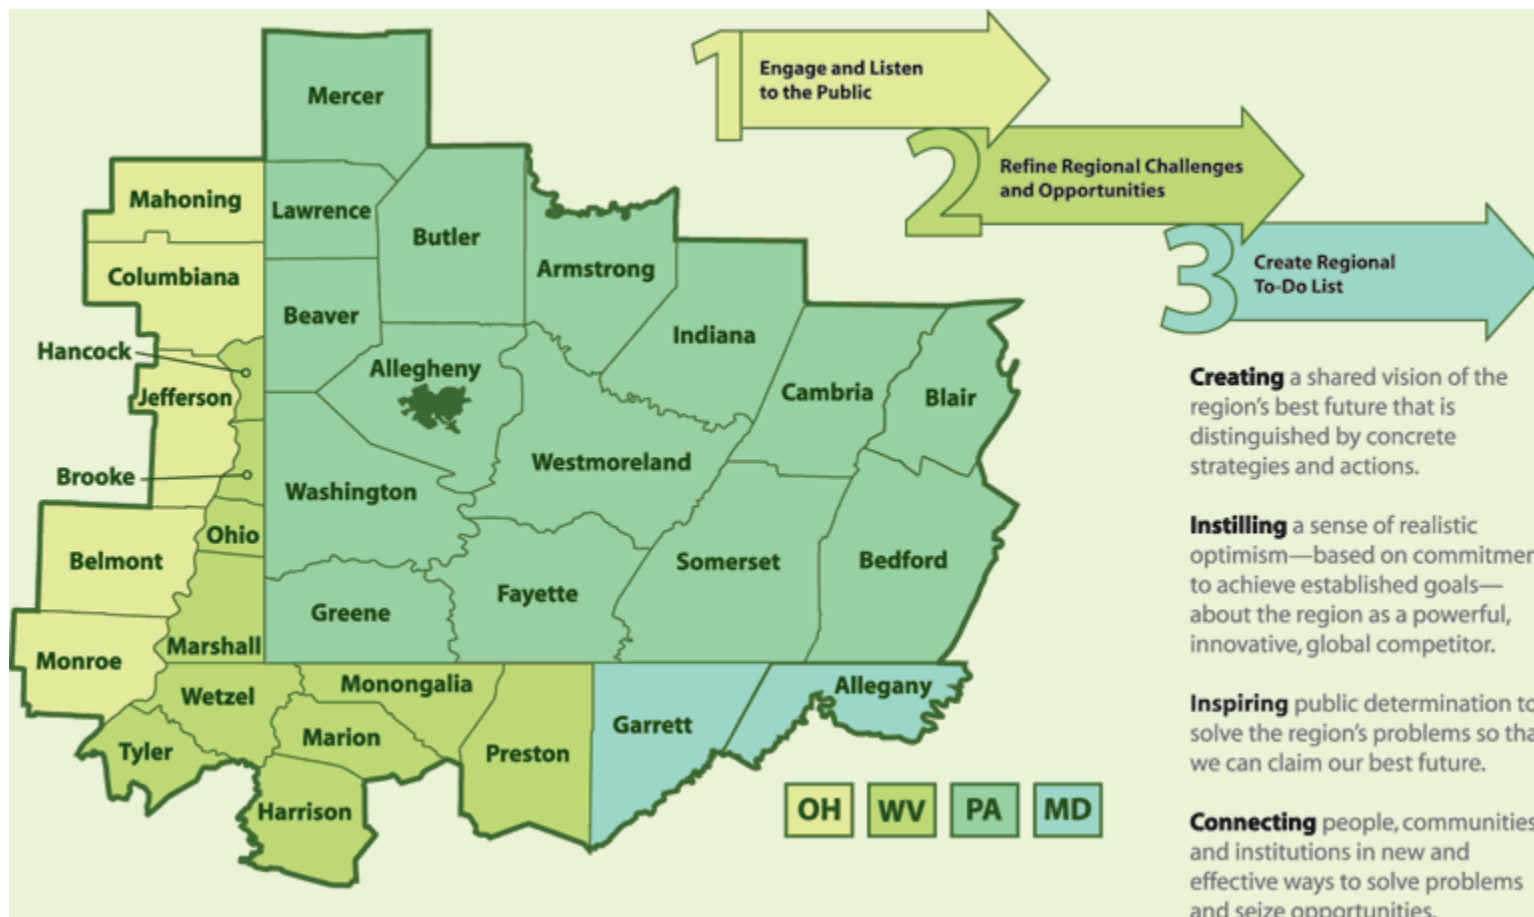 Mercer
Mahoning
Lawrence
Butler
Columbiana
Armstrong
Beaver
Indiana
Hancock
Allegheny
Jefferson
Cambria
Blair
Brooke
Westmoreland
Washington
Ohio
Belmont
Somerset
Bedford
Fayette
Greene
Marshall
Monroe
Wetzel
Monongalia
Allegany
Garrett
Marion
Tyler
Preston
Harrison
OH WV PA MD
1
Engage and Listen
to the Public
2
Refine Regional Challenges
and Opportunities
3
Create Regional
To-Do List
Creating a shared vision of the
region's best future that is
distinguished by concrete
strategies and actions.
Instilling a sense of realistic
optimism—based on commitmen
to achieve established goals—
about the region as a powerful,
innovative, global competitor.
Inspiring public determination to
solve the region's problems so tha
we can claim our best future.
Connecting people, communities
and institutions in new and
effective ways to solve problems
and seize opportunities.